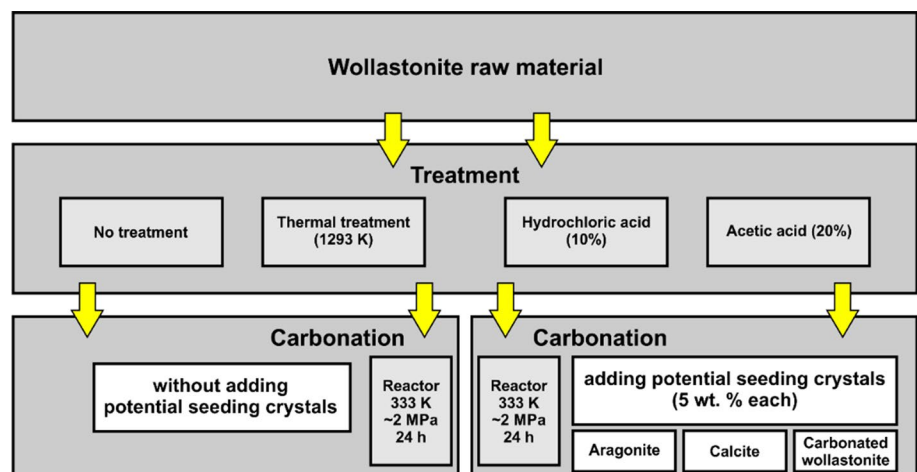 Wollastonite raw material
Treatment
No treatment
Thermal treatment
(1293 K)
Hydrochloric acid
(10%)
Acetic acid (20%)
Carbonation
without adding
potential seeding crystals
Reactor
333 K
~2 MPa
24 h
Carbonation
Reactor
333 K
~2 MPa
24 h
adding potential seeding crystals
(5 wt. % each)
Aragonite
Calcite
Carbonated
wollastonite